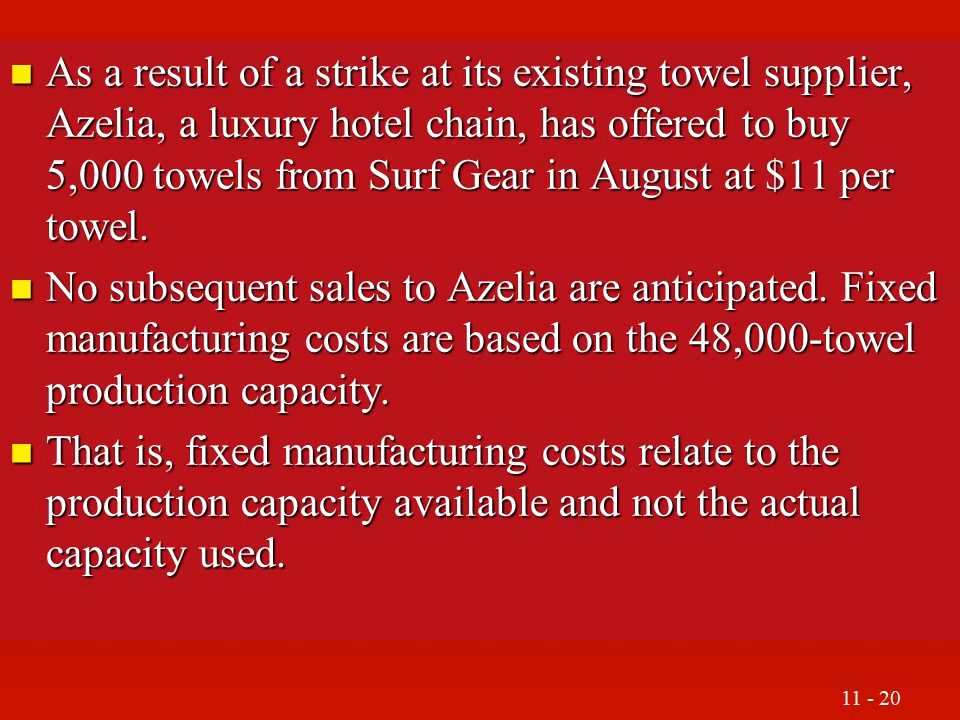 As a result of a strike at its existing towel supplier,
Azelia, a luxury hotel chain, has offered to buy
5,000 towels from Surf Gear in August at $11 per
towel.
No subsequent sales to Azelia are anticipated. Fixed
manufacturing costs are based on the 48,000-towel
production capacity.
That is, fixed manufacturing costs relate to the
production capacity available and not the actual
capacity used.
11 - 20